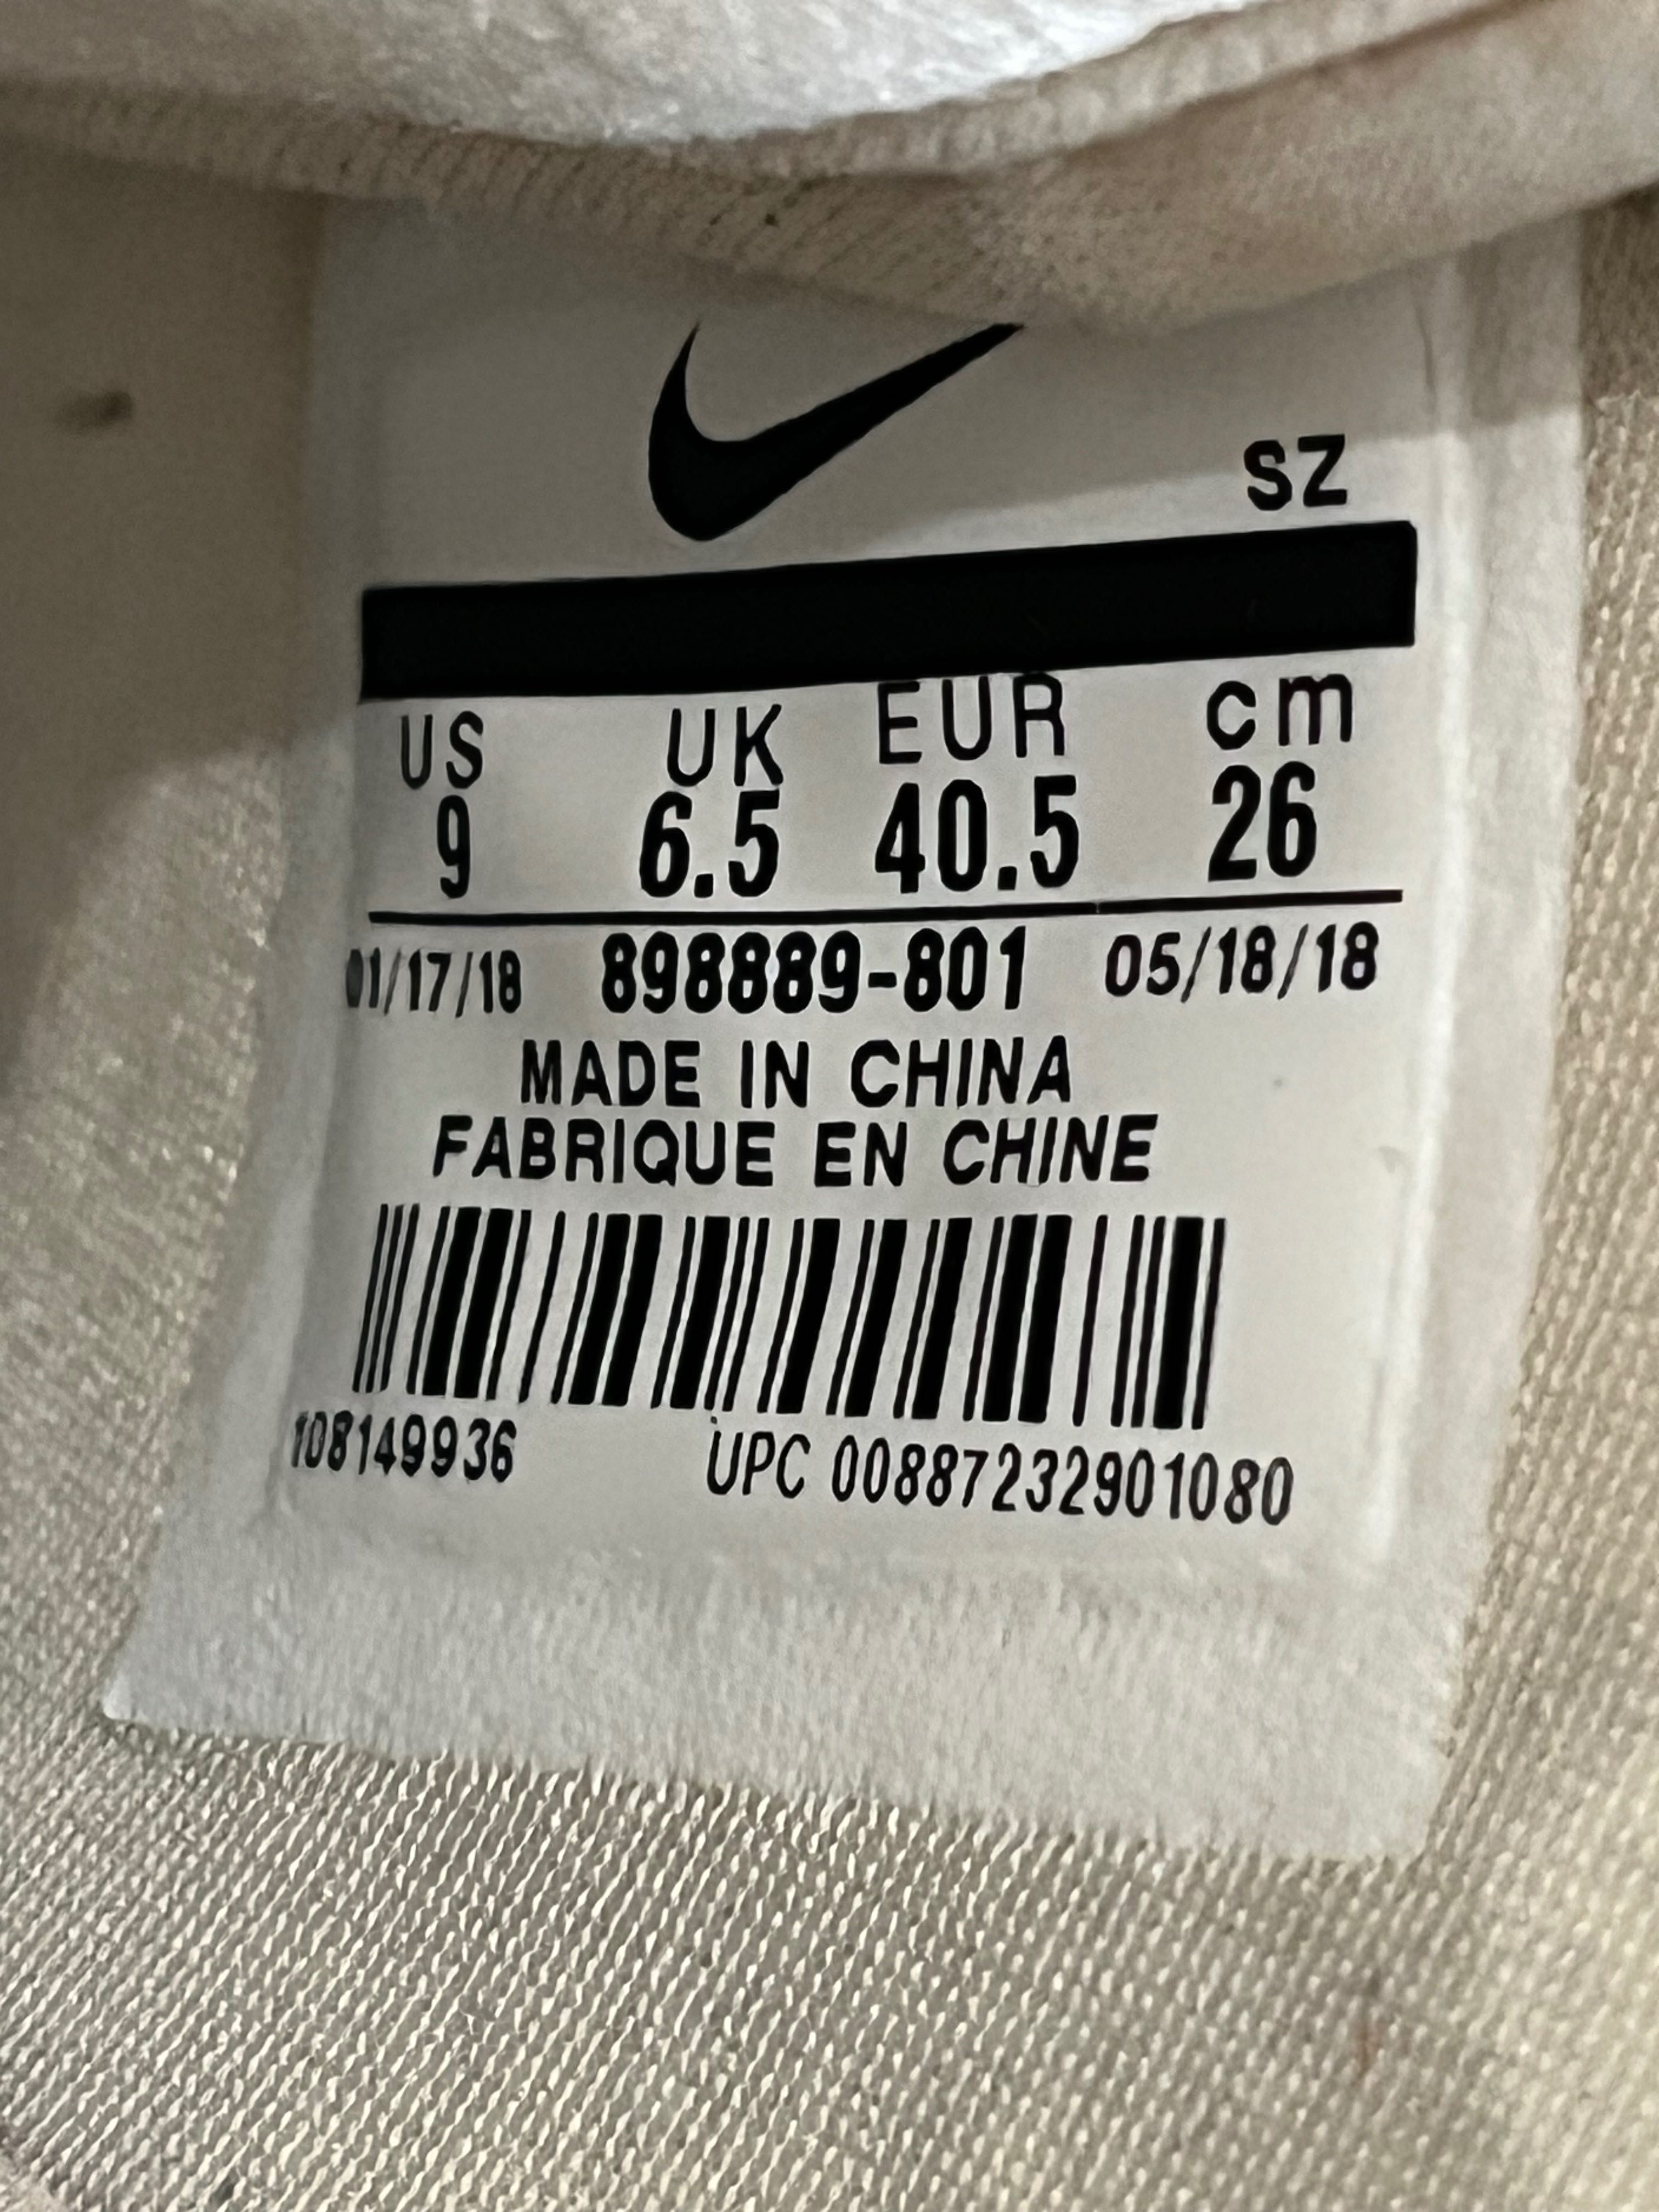 SZ
US UK EUR cm
9 6.5 40.5 26
01/17/18 898889-801 05/18/18
MADE IN CHINA
FABRIQUE EN CHINE
108149936 UPC 00887232901080